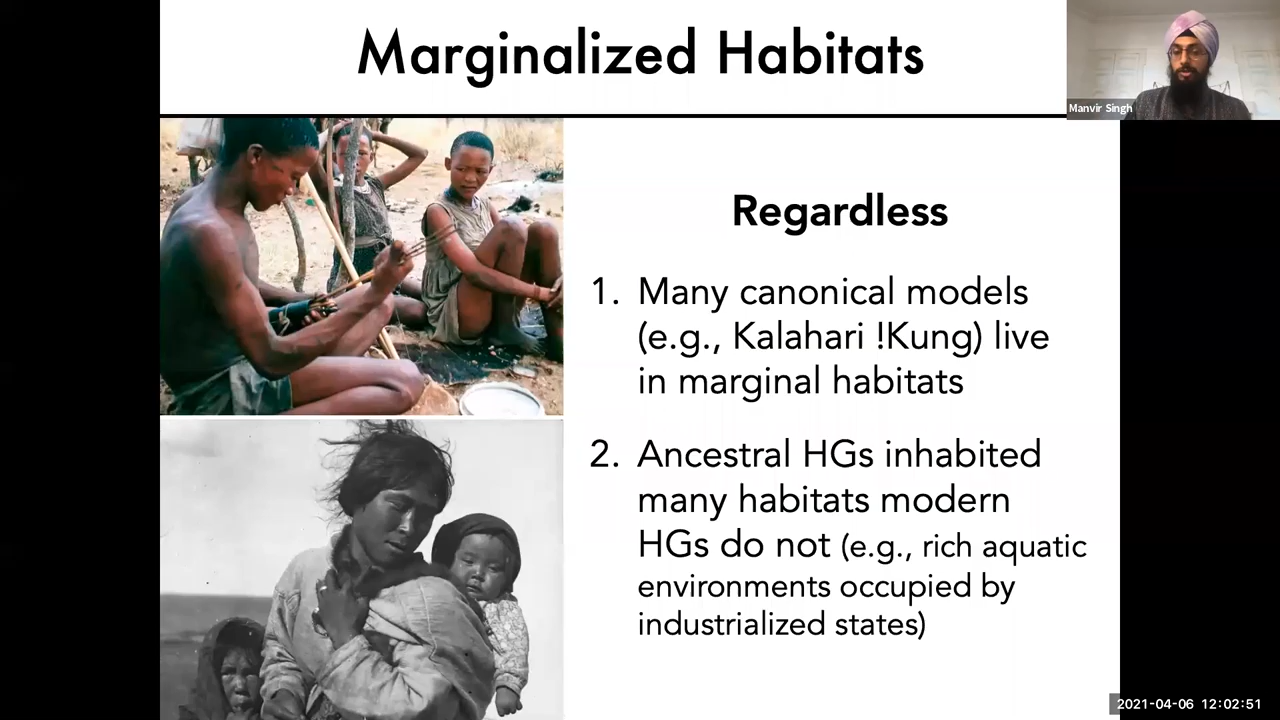 Marginalized Habitats
Manvir Singh
Regardless
1. Many canonical models
(e.g., Kalahari !Kung) live
in marginal habitats
2. Ancestral HGs inhabited
many habitats modern
HGs do not (e.g., rich aquatic
environments occupied by
industrialized states)
2021-04-06 12:02:51